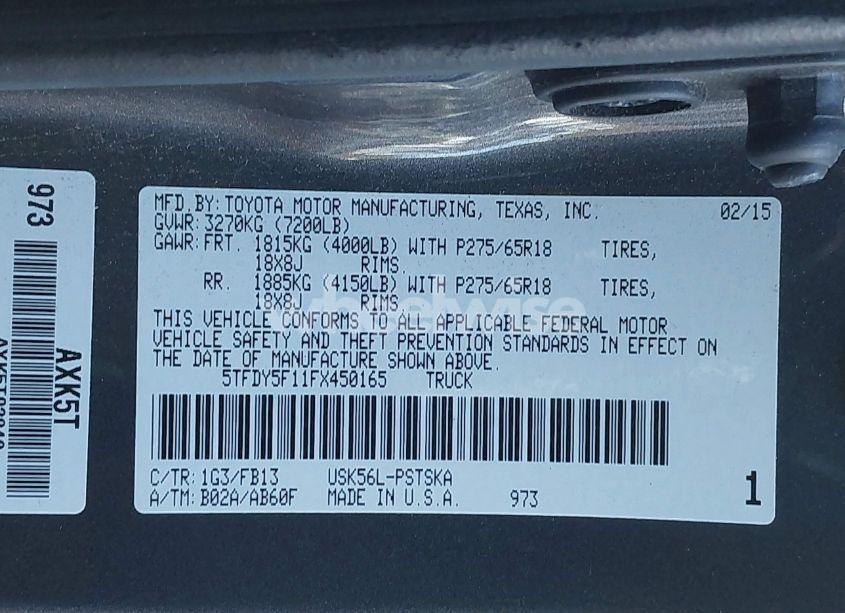 973
AXK5T
MFD.BY: TOYOTA MOTOR MANUFACTURING, TEXAS, INC. 02/15
GVWR: 3270KG (7200LB)
GAWR: FRT. 1815KG (4000LB) WITH P275/65R18 TIRES,
18X8J RIMS.
RR. 1885KG (4150LB) WITH P275/65R18 TIRES,
18X8J RIMS.
wheelwise
THIS VEHICLE CONFORMS TO ALL APPLICABLE FEDERAL MOTOR
VEHICLE SAFETY AND THEFT PREVENTION STANDARDS IN EFFECT ON
THE DATE OF MANUFACTURE SHOWN ABOVE.
5TFDY5F11FX450165 TRUCK
C/TR: 1G3/FB13 USK56L-PSTSKA
A/TM: B02A/AB60F MADE IN U.S.A. 973 1